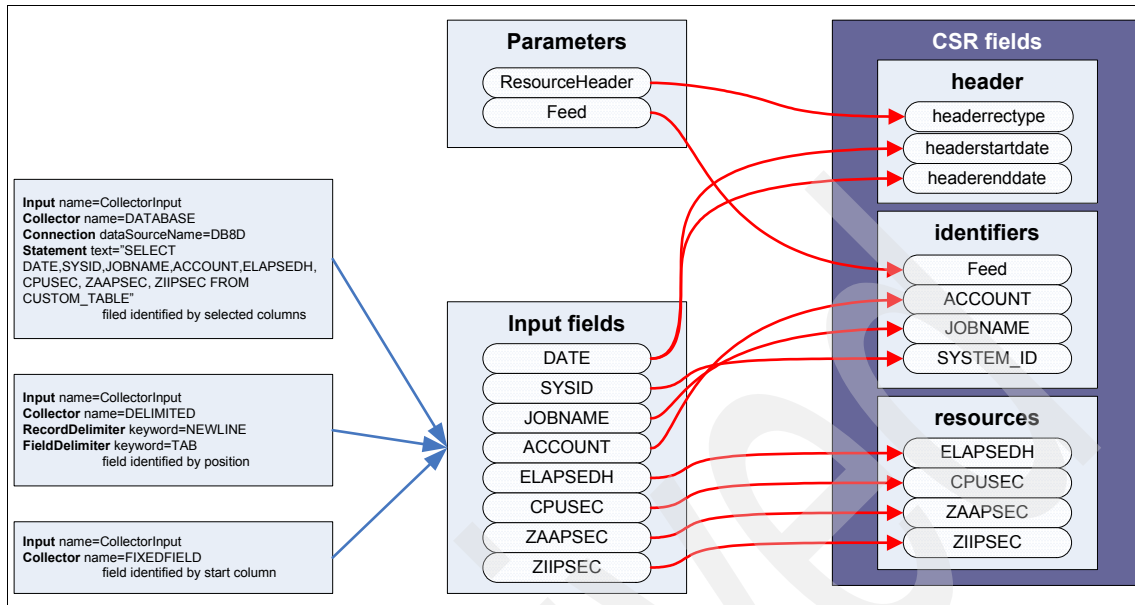 Parameters
ResourceHeader
Feed
CSR fields
header
headerrectype
headerstartdate
headerenddate
identifiers
Feed
ACCOUNT
JOBNAME
SYSTEM_ID
resources
ELAPSEDH
CPUSEC
ZAAPSEC
ZIIPSEC
Input name=CollectorInput
Collector name=DATABASE
Connection dataSourceName=DB8D
Statement text=”SELECT
DATE,SYSID,JOBNAME,ACCOUNT,ELAPSEDH,
CPUSEC, ZAAPSEC, ZIIPSEC FROM
CUSTOM_TABLE”
filed identified by selected columns
Input name=CollectorInput
Collector name=DELIMITED
RecordDelimiter keyword=NEWLINE
FieldDelimiter keyword=TAB
field identified by position
Input name=CollectorInput
Collector name=FIXEDFIELD
field identified by start column
Input fields
DATE
SYSID
JOBNAME
ACCOUNT
ELAPSEDH
CPUSEC
ZAAPSEC
ZIIPSEC